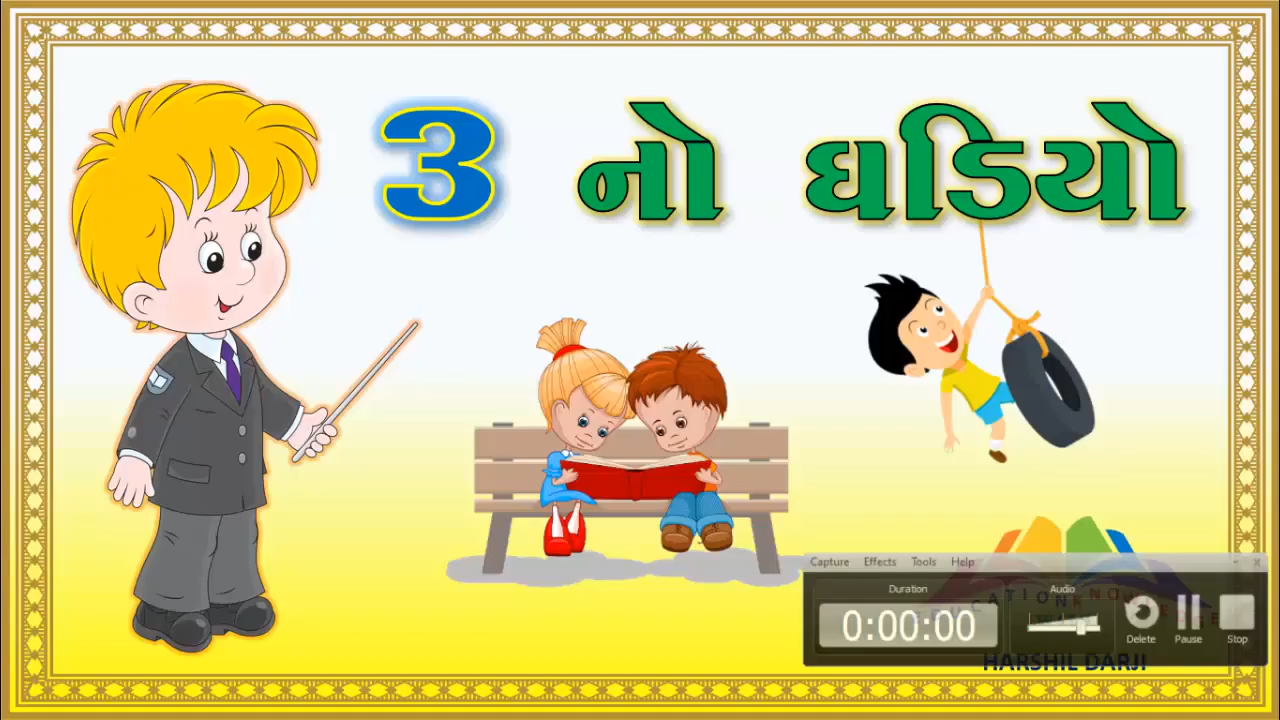 3 નો ઘડિયો
Capture Effects Tools Help
Duration
Audio
0:00:00
Delete
Pause
Stop
HARSHIL DARJI